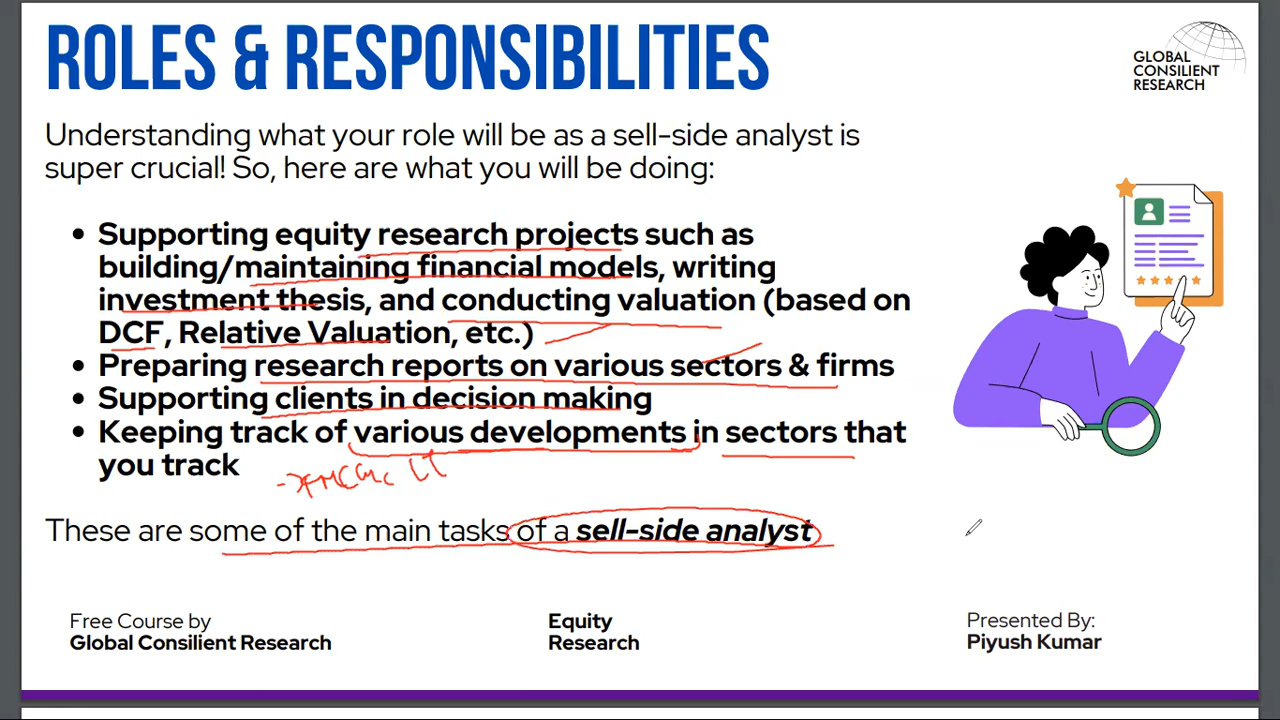 ROLES & RESPONSIBILITIES
GLOBAL
CONSILIENT
RESEARCH
Understanding what your role will be as a sell-side analyst is
super crucial! So, here are what you will be doing:
• Supporting equity research projects such as
building/maintaining financial models, writing
investment thesis, and conducting valuation (based on
DCF, Relative Valuation, etc.)
• Preparing research reports on various sectors & firms
• Supporting clients in decision making
• Keeping track of various developments in sectors that
you track
These are some of the main tasks of a sell-side analyst
Free Course by
Global Consilient Research
Equity
Research
Presented By:
Piyush Kumar